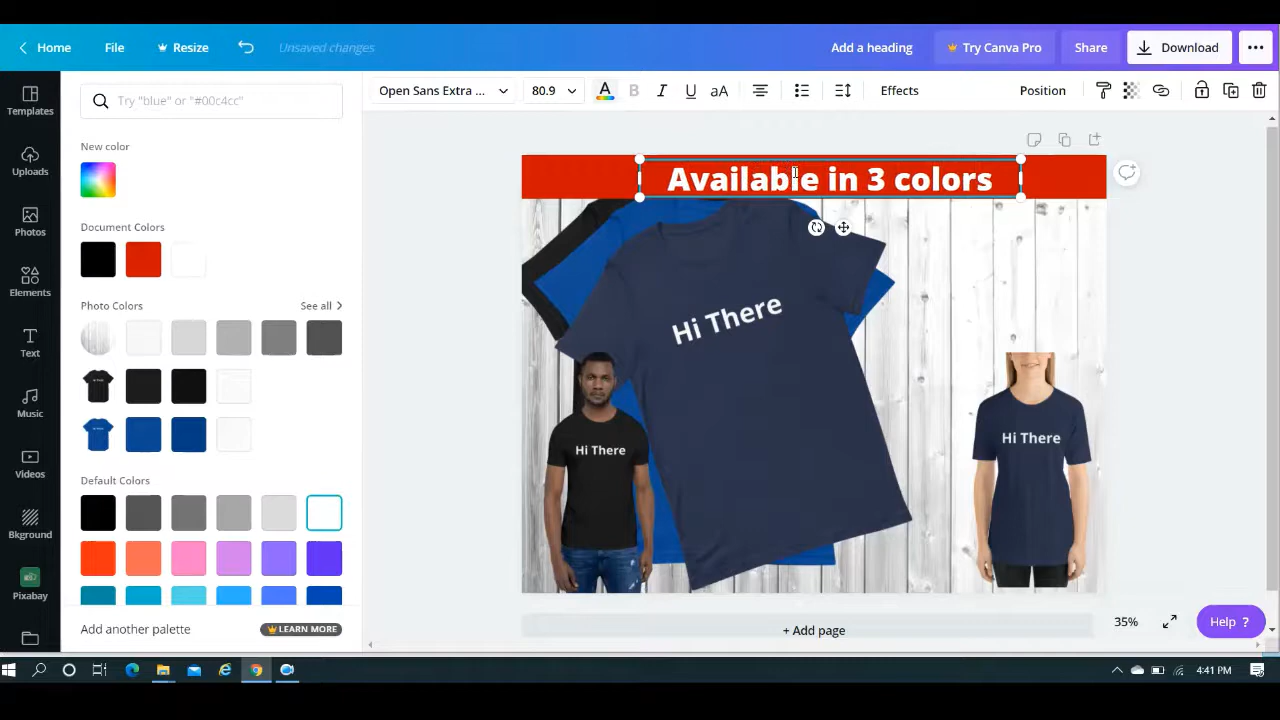 Home File Resize Unsaved changes Add a heading Try Canva Pro Share Download
Templates
Uploads
Photos
Elements
Text
Music
Videos
Bkground
Pixabay
Try "blue" or "#00c4cc"
New color
Document Colors
Photo Colors See all
Default Colors
Add another palette LEARN MORE
Open Sans Extra ... 80.9 A B I U aA Effects Position
Available in 3 colors
Hi There
Hi There
Hi There
+ Add page
35% Help ?
4:41 PM